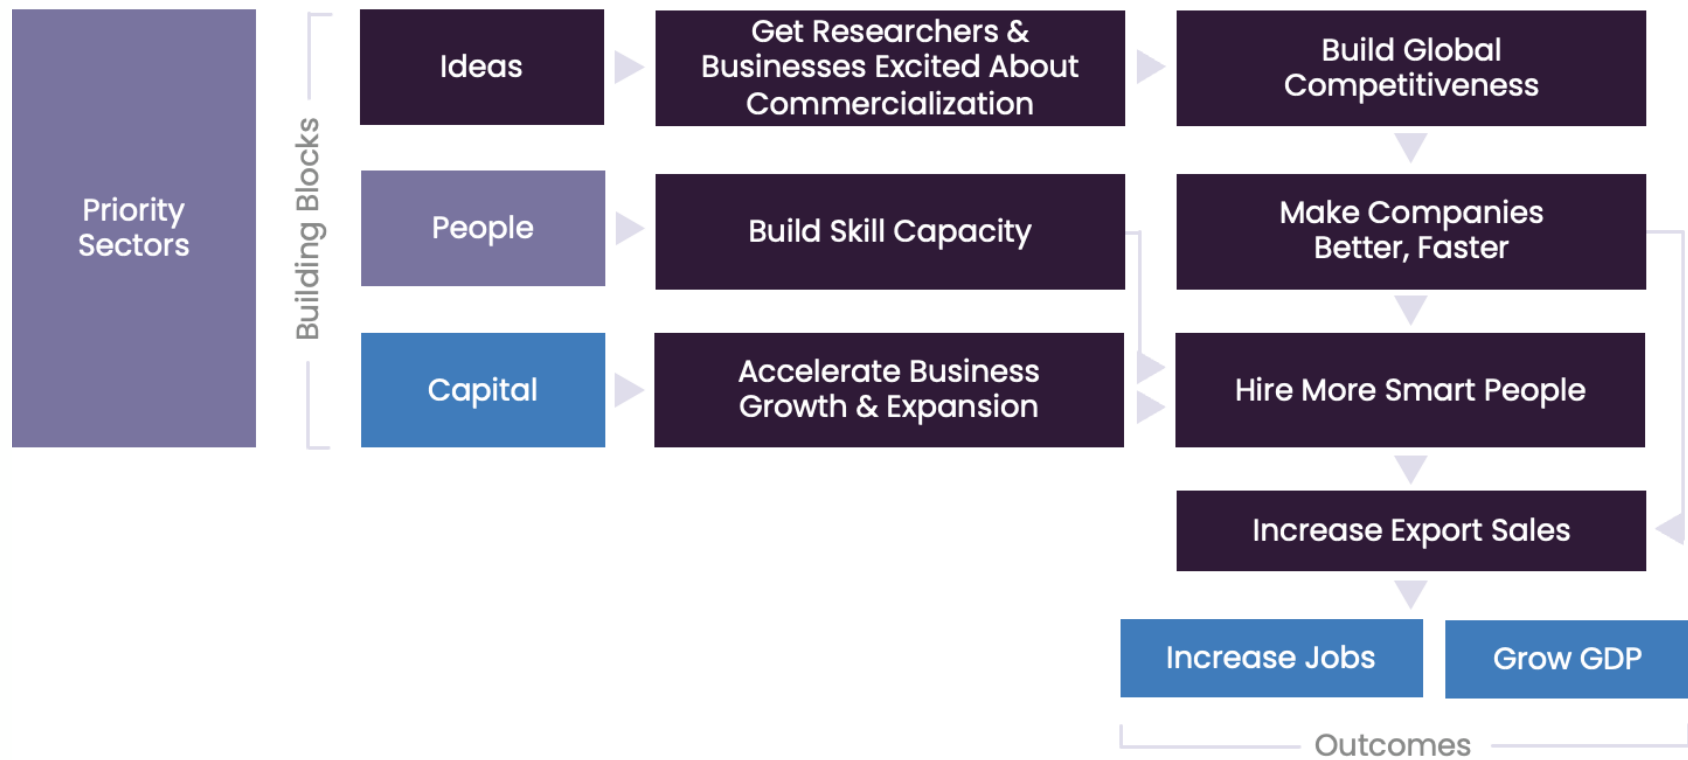 Priority
Sectors
Building Blocks
Ideas
Get Researchers &
Businesses Excited About
Commercialization
Build Global
Competitiveness
People
Build Skill Capacity
Make Companies
Better, Faster
Capital
Accelerate Business
Growth & Expansion
Hire More Smart People
Increase Export Sales
Increase Jobs
Grow GDP
Outcomes